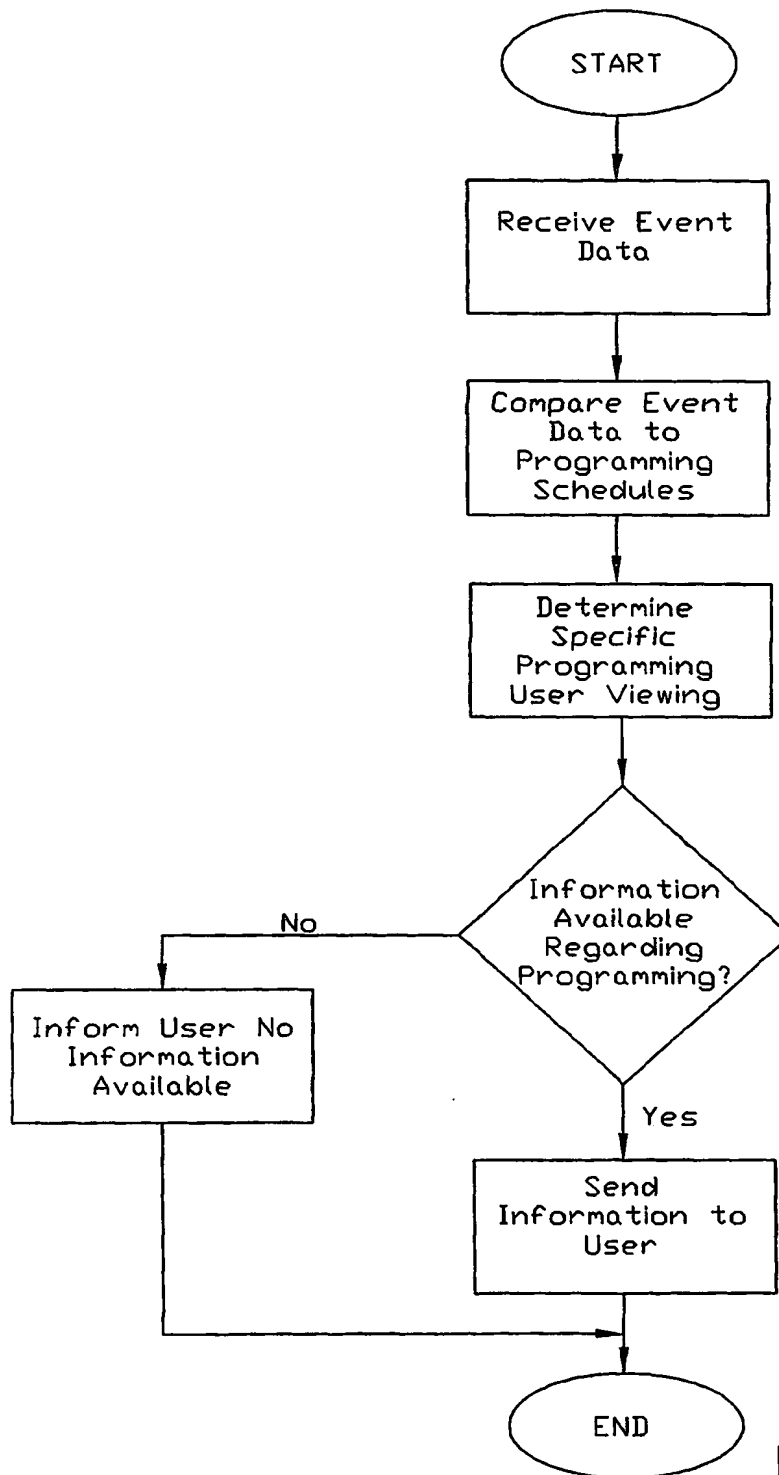 START
Receive Event
Data
Compare Event
Data to
Programming
Schedules
Determine
Specific
Programming
User Viewing
Information
Available
Regarding
Programming?
No
Inform User No
Information
Available
Yes
Send
Information to
User
END